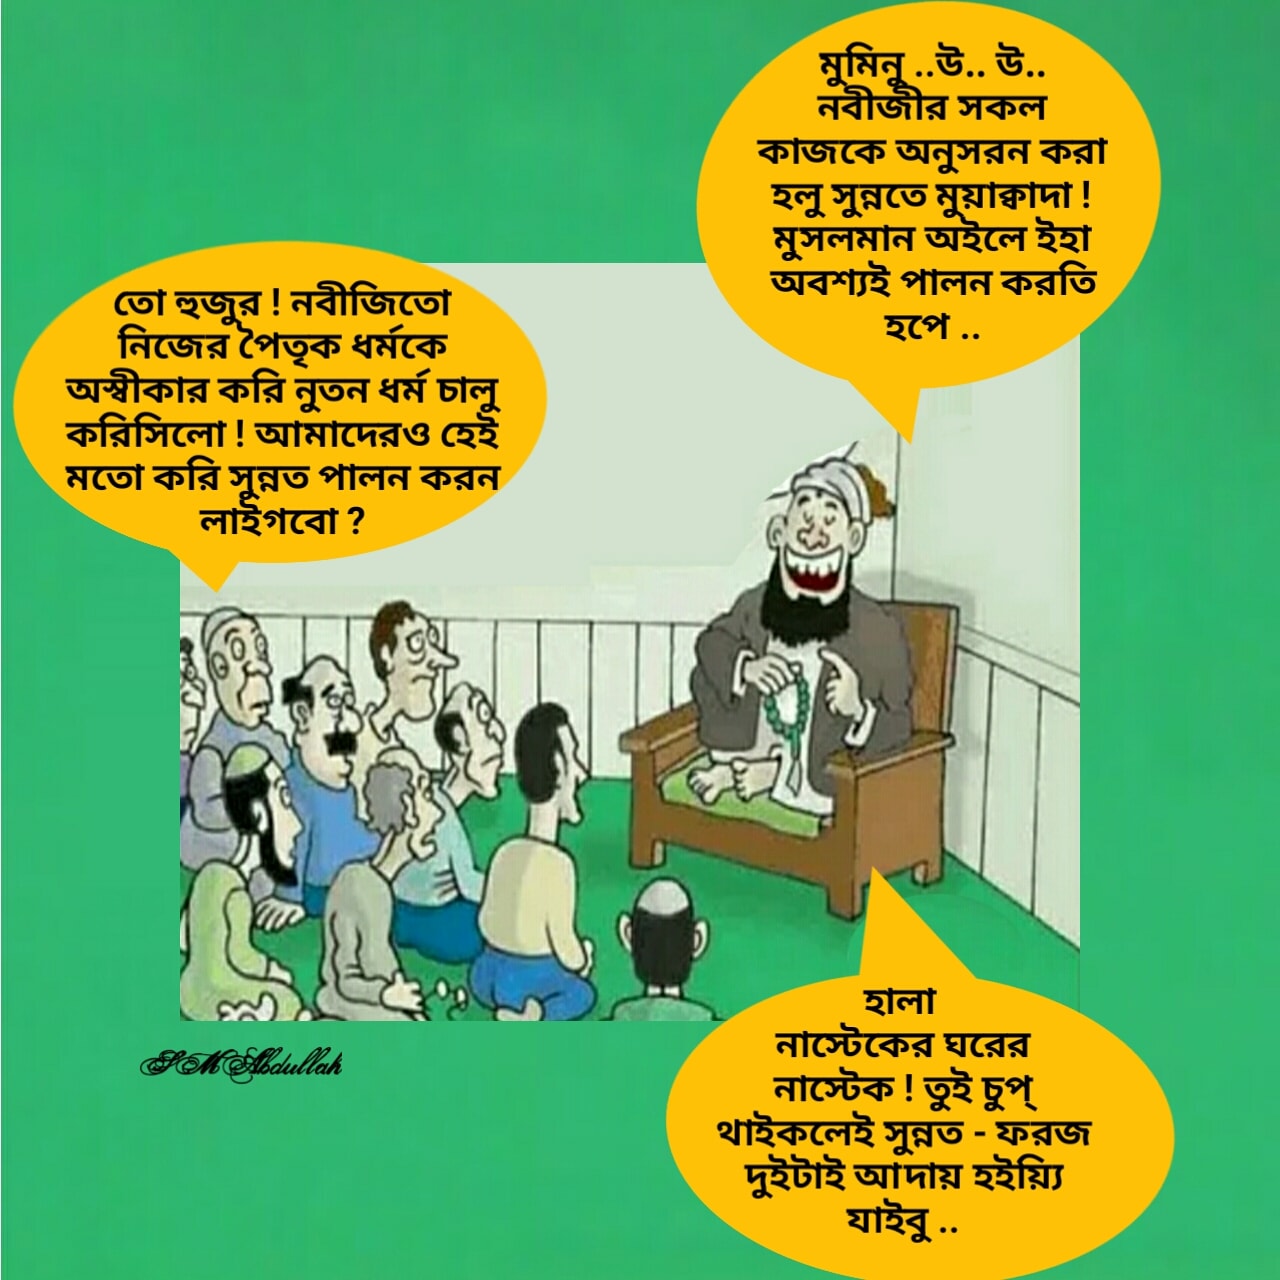 মুমিনু ..উ.. উ..
নবীজীর সকল
কাজকে অনুসরন করা
হলু সুন্নতে মুয়াক্বাদা !
মুসলমান অইলে ইহা
অবশ্যই পালন করতি
হপে ..
তো হুজুর ! নবীজিতো
নিজের পৈতৃক ধর্মকে
অস্বীকার করি নুতন ধর্ম চালু
করিসিলো ! আমাদেরও হেই
মতো করি সুন্নত পালন করন
লাইগবো ?
হালা
নাস্টেকের ঘরের
নাস্টেক ! তুই চুপ্
থাইকলেই সুন্নত - ফরজ
দুইটাই আদায় হইয়্যি
যাইবু ..
S M Abdullah